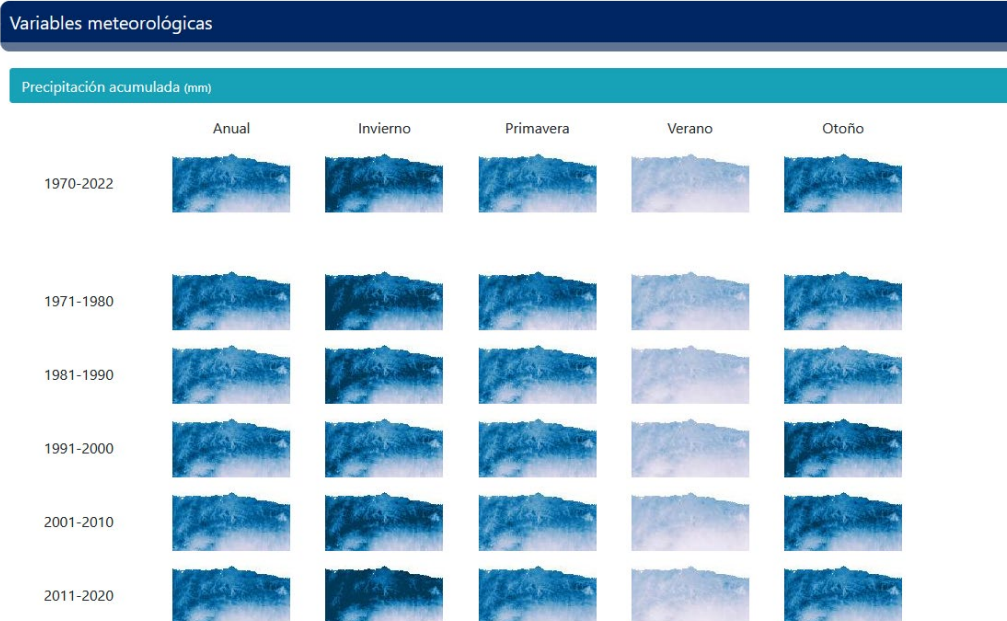 Variables meteorológicas
Precipitación acumulada (mm)
Anual Invierno Primavera Verano Otoño
1970-2022
1971-1980
1981-1990
1991-2000
2001-2010
2011-2020